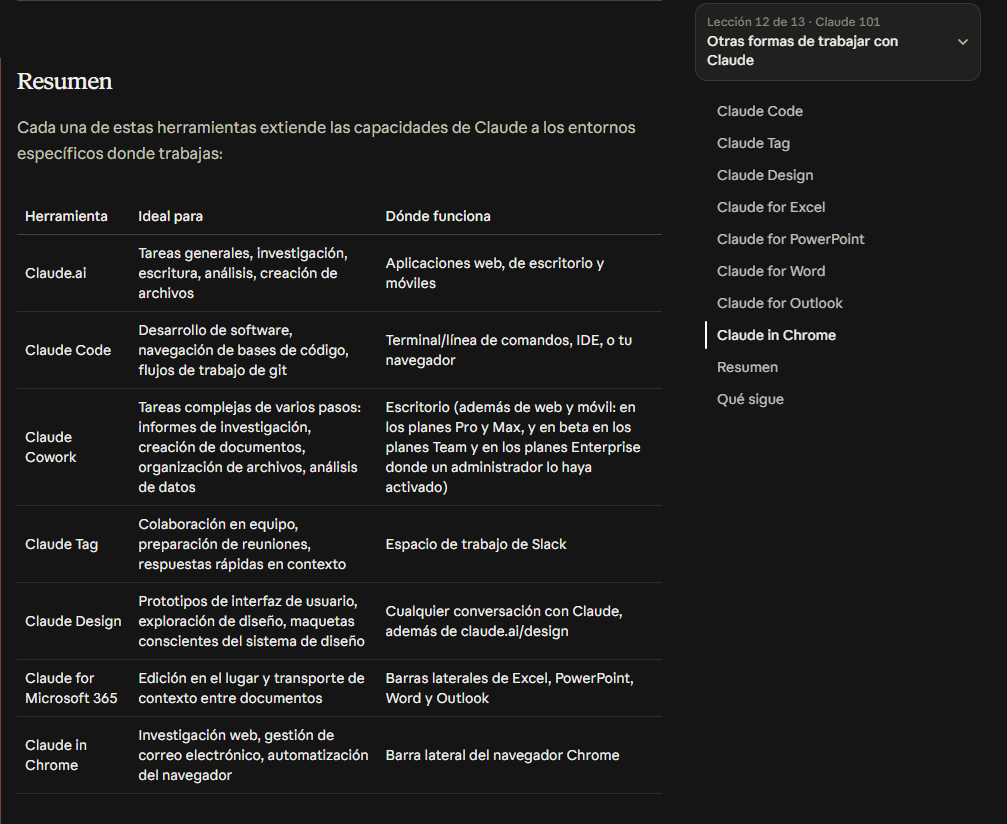 Resumen
Cada una de estas herramientas extiende las capacidades de Claude a los entornos
específicos donde trabajas:
Herramienta
Ideal para
Dónde funciona
Claude.ai
Tareas generales, investigación,
escritura, análisis, creación de
archivos
Aplicaciones web, de escritorio y
móviles
Claude Code
Desarrollo de software,
navegación de bases de código,
flujos de trabajo de git
Terminal/línea de comandos, IDE, o tu
navegador
Claude
Cowork
Tareas complejas de varios pasos:
informes de investigación,
creación de documentos,
organización de archivos, análisis
de datos
Escritorio (además de web y móvil: en
los planes Pro y Max, y en beta en los
planes Team y en los planes Enterprise
donde un administrador lo haya
activado)
Claude Tag
Colaboración en equipo,
preparación de reuniones,
respuestas rápidas en contexto
Espacio de trabajo de Slack
Claude Design
Prototipos de interfaz de usuario,
exploración de diseño, maquetas
conscientes del sistema de diseño
Cualquier conversación con Claude,
además de claude.ai/design
Claude for
Microsoft 365
Edición en el lugar y transporte de
contexto entre documentos
Barras laterales de Excel, PowerPoint,
Word y Outlook
Claude in
Chrome
Investigación web, gestión de
correo electrónico, automatización
del navegador
Barra lateral del navegador Chrome
Lección 12 de 13 · Claude 101
Otras formas de trabajar con
Claude
Claude Code
Claude Tag
Claude Design
Claude for Excel
Claude for PowerPoint
Claude for Word
Claude for Outlook
Claude in Chrome
Resumen
Qué sigue